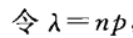 令 λ = np.